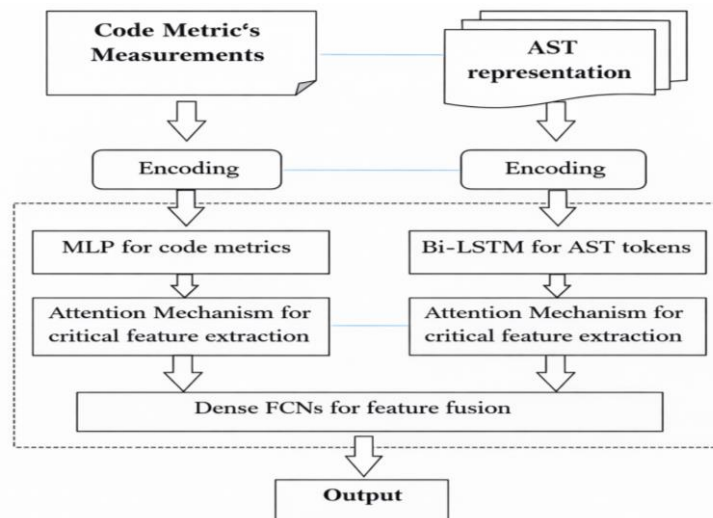 Code Metric‘s
Measurements
AST
representation
Encoding
Encoding
MLP for code metrics
Bi-LSTM for AST tokens
Attention Mechanism for
critical feature extraction
Attention Mechanism for
critical feature extraction
Dense FCNs for feature fusion
Output